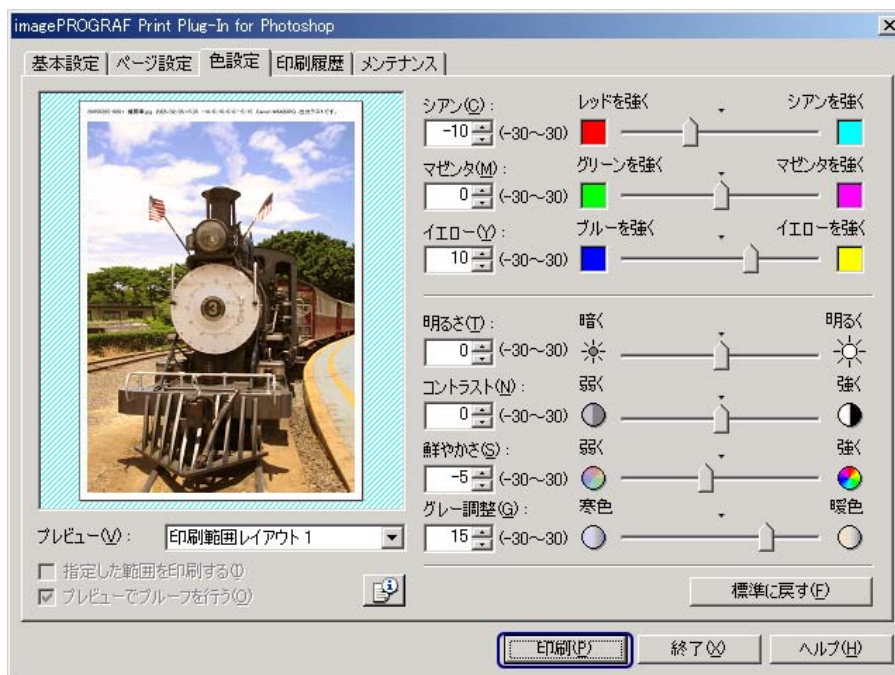 imagePROGRAF Print Plug-In for Photoshop
基本設定 ページ設定 色設定 印刷履歴 メンテナンス
シアン(C): レッドを強く シアンを強く
-10 (-30～30)
マゼンタ(M): グリーンを強く マゼンタを強く
0 (-30～30)
イエロー(Y): ブルーを強く イエローを強く
10 (-30～30)
明るさ(T): 暗く 明るく
0 (-30～30)
コントラスト(N): 弱く 強く
0 (-30～30)
鮮やかさ(S): 弱く 強く
-5 (-30～30)
グレー調整(G): 寒色 暖色
15 (-30～30)
3
プレビュー(V): 印刷範囲レイアウト 1
指定した範囲を印刷する(I)
プレビューでプルーフを行う(O)
標準に戻す(F)
印刷(P) 終了(X) ヘルプ(H)